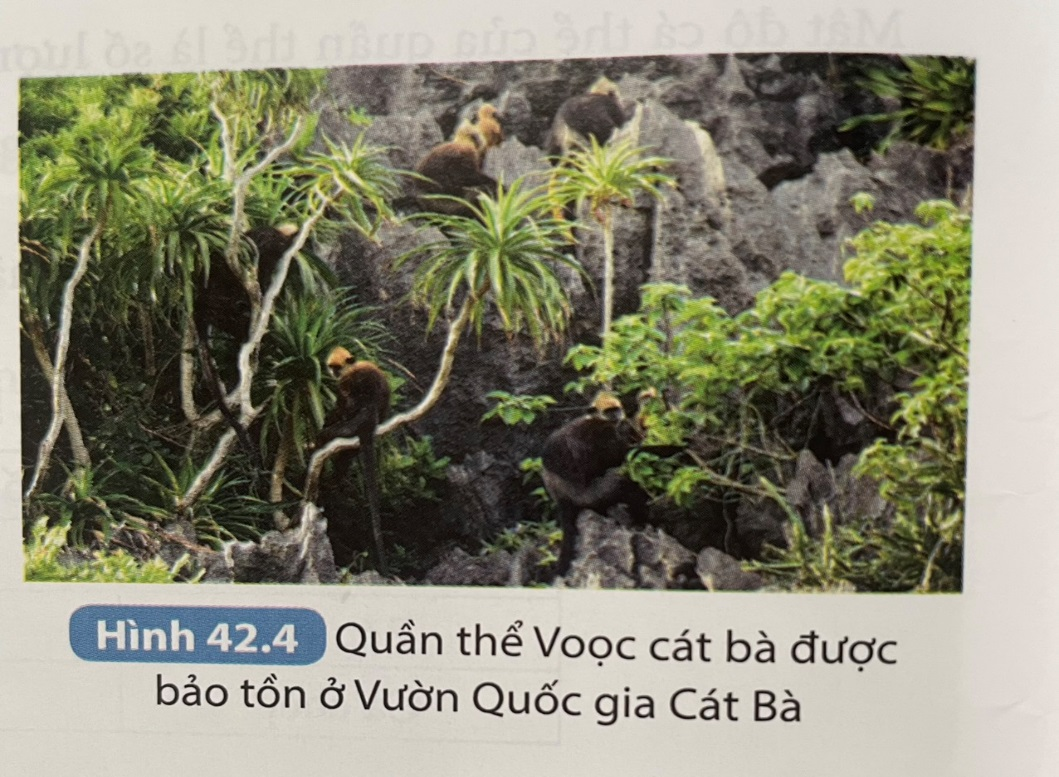 Hình 42.4 Quần thể Voọc cát bà được
bảo tồn ở Vườn Quốc gia Cát Bà